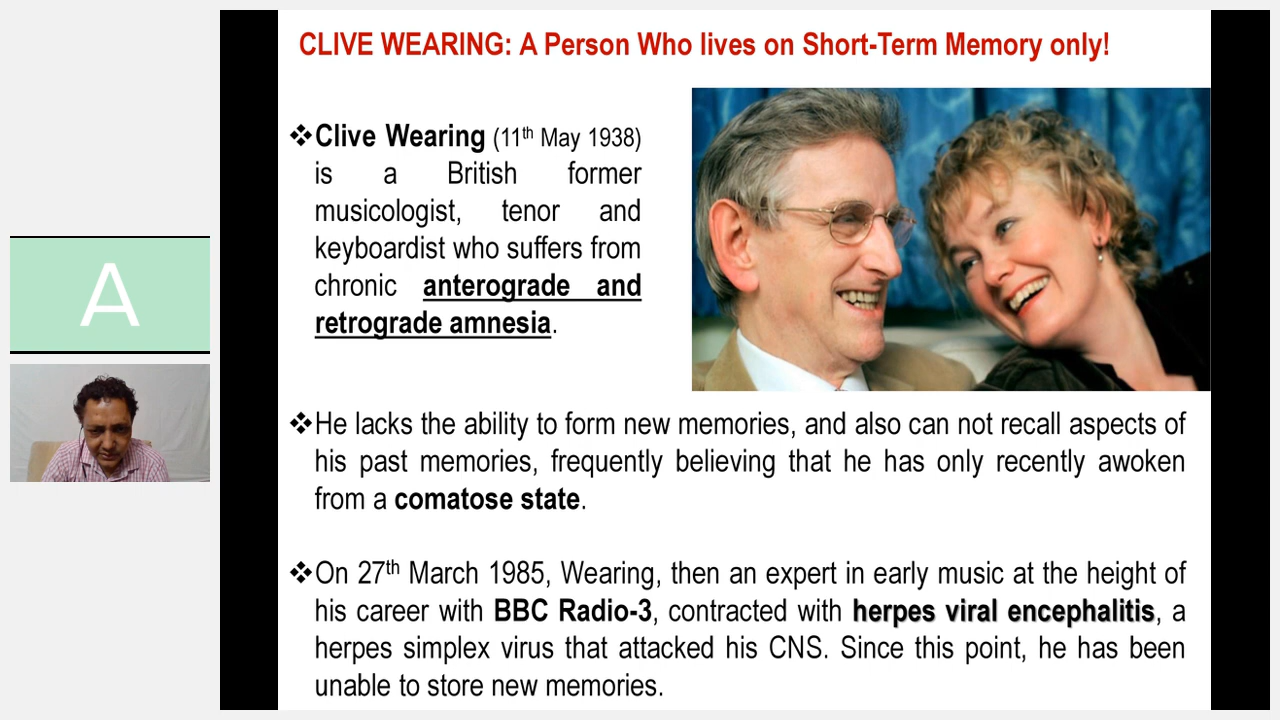 CLIVE WEARING: A Person Who lives on Short-Term Memory only!
❖Clive Wearing (11th May 1938)
is a British former
musicologist, tenor and
keyboardist who suffers from
chronic anterograde and
retrograde amnesia.
A
❖He lacks the ability to form new memories, and also can not recall aspects of
his past memories, frequently believing that he has only recently awoken
from a comatose state.
❖On 27th March 1985, Wearing, then an expert in early music at the height of
his career with BBC Radio-3, contracted with herpes viral encephalitis, a
herpes simplex virus that attacked his CNS. Since this point, he has been
unable to store new memories.